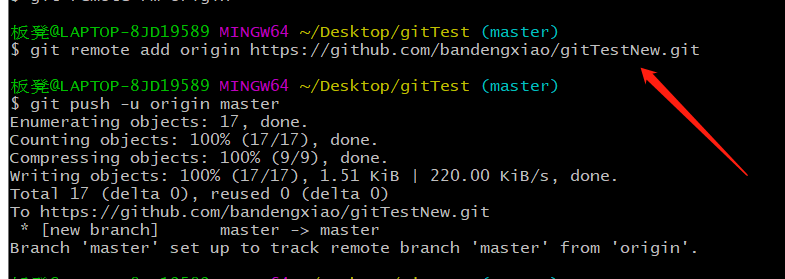 板凳@LAPTOP-8JD19589 MINGW64 ~/Desktop/gitTest (master)
$ git remote add origin https://github.com/bandengxiao/gitTestNew.git
板凳@LAPTOP-8JD19589 MINGW64 ~/Desktop/gitTest (master)
$ git push -u origin master
Enumerating objects: 17, done.
Counting objects: 100% (17/17), done.
Compressing objects: 100% (9/9), done.
Writing objects: 100% (17/17), 1.51 KiB | 220.00 KiB/s, done.
Total 17 (delta 0), reused 0 (delta 0)
To https://github.com/bandengxiao/gitTestNew.git
 * [new branch]      master -> master
Branch 'master' set up to track remote branch 'master' from 'origin'.